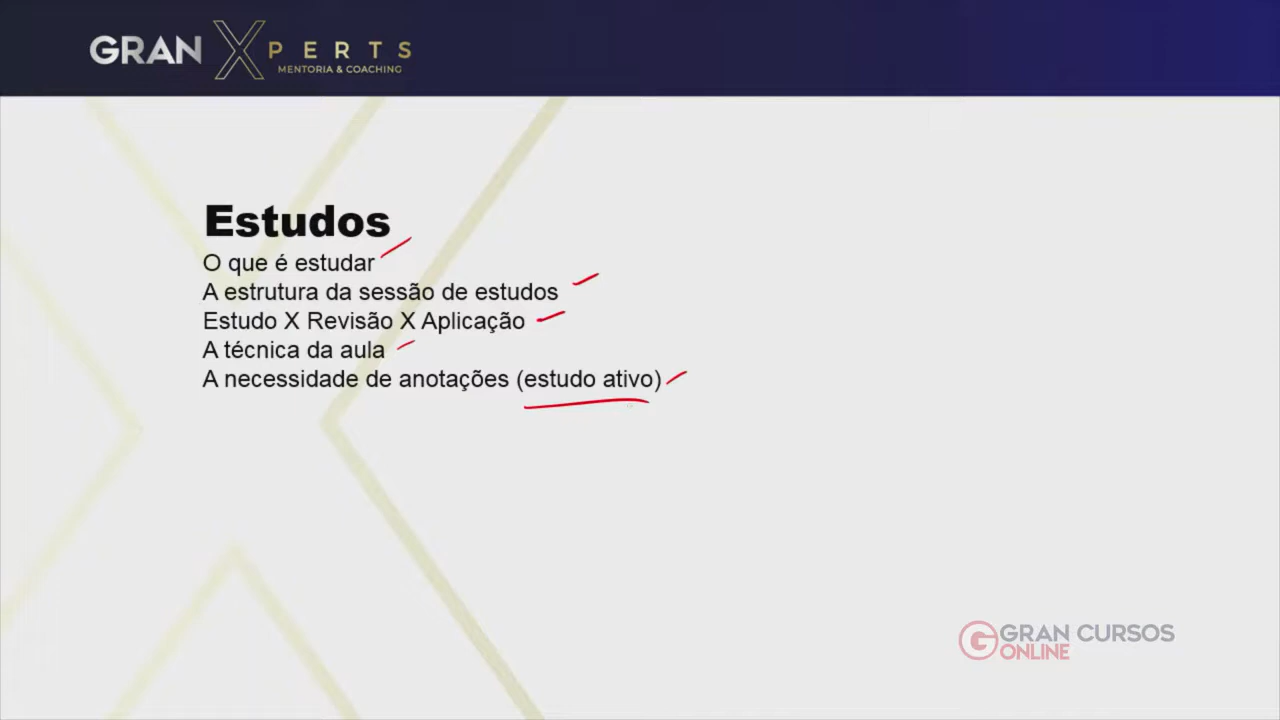 GRAN XPERTS
MENTORIA & COACHING
Estudos
O que é estudar
A estrutura da sessão de estudos
Estudo X Revisão X Aplicação
A técnica da aula
A necessidade de anotações (estudo ativo)
G GRAN CURSOS
ONLINE